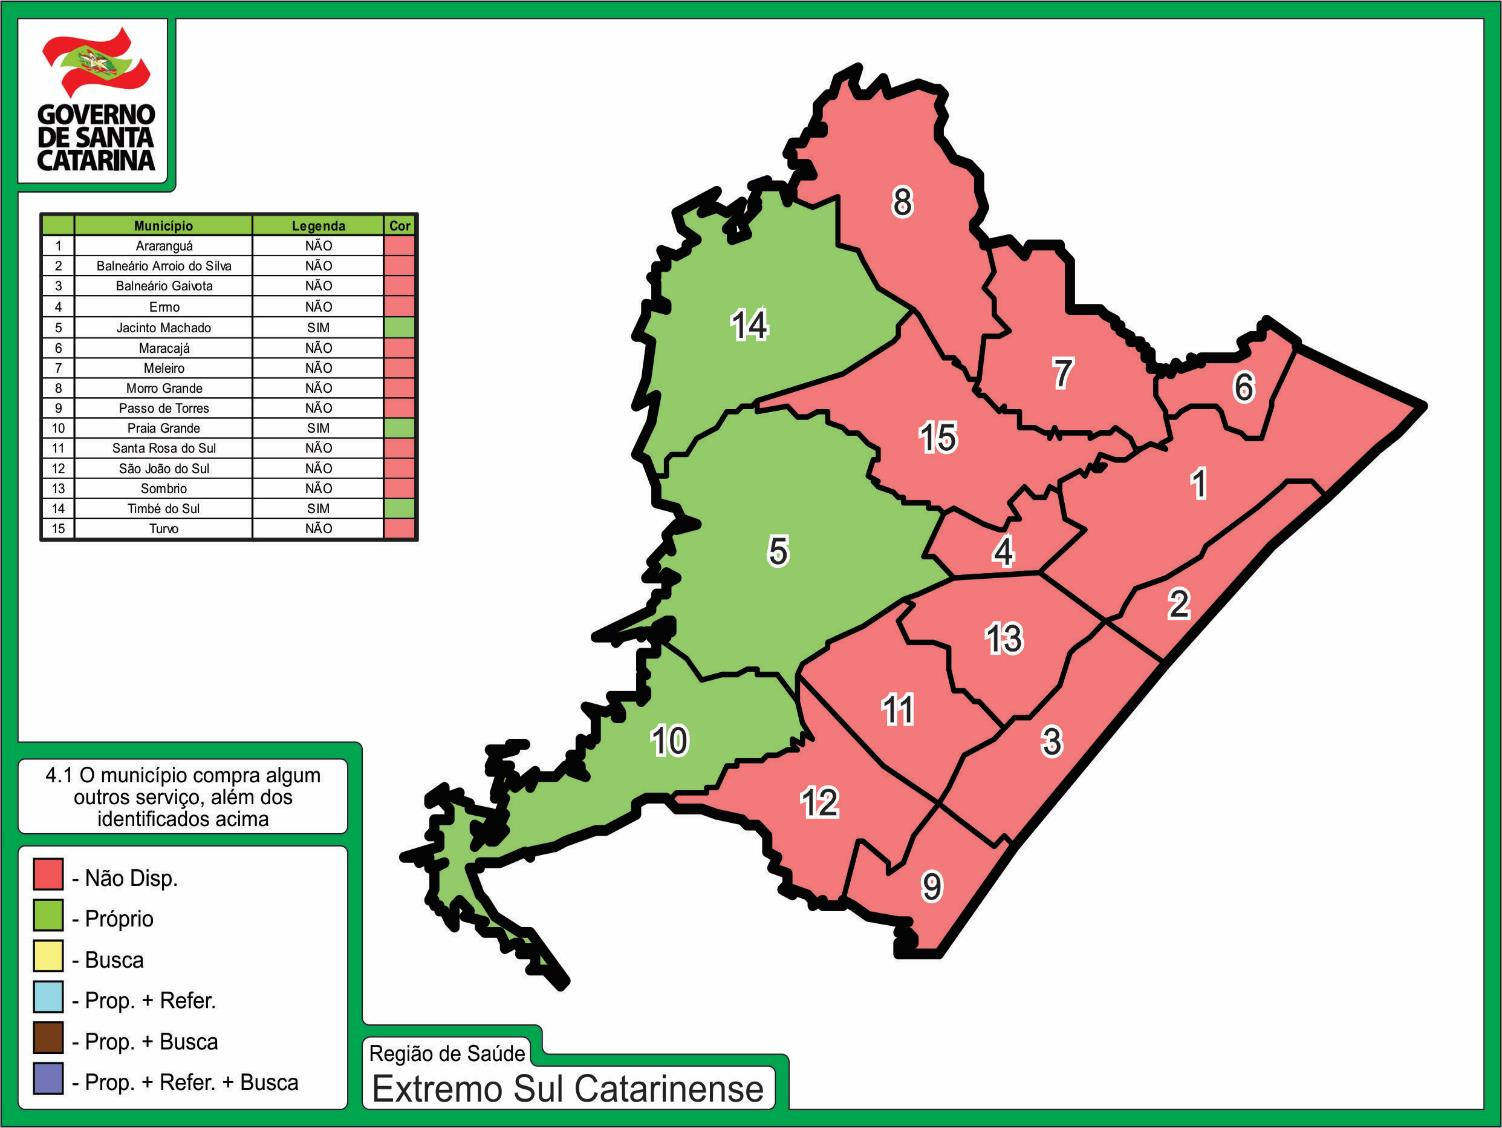 GOVERNO
DE SANTA
CATARINA
Município Legenda Cor
1 Araranguá NÃO
2 Balneário Arroio do Silva NÃO
3 Balneário Gaivota NÃO
4 Ermo NÃO
5 Jacinto Machado SIM
6 Maracajá NÃO
7 Meleiro NÃO
8 Morro Grande NÃO
9 Passo de Torres NÃO
10 Praia Grande SIM
11 Santa Rosa do Sul NÃO
12 São João do Sul NÃO
13 Sombrio NÃO
14 Timbé do Sul SIM
15 Turvo NÃO
8
14
7
6
15
1
5
4
2
13
11
10
3
12
9
4.1 O município compra algum
outros serviço, além dos
identificados acima
- Não Disp.
- Próprio
- Busca
- Prop. + Refer.
- Prop. + Busca
- Prop. + Refer. + Busca
Região de Saúde
Extremo Sul Catarinense